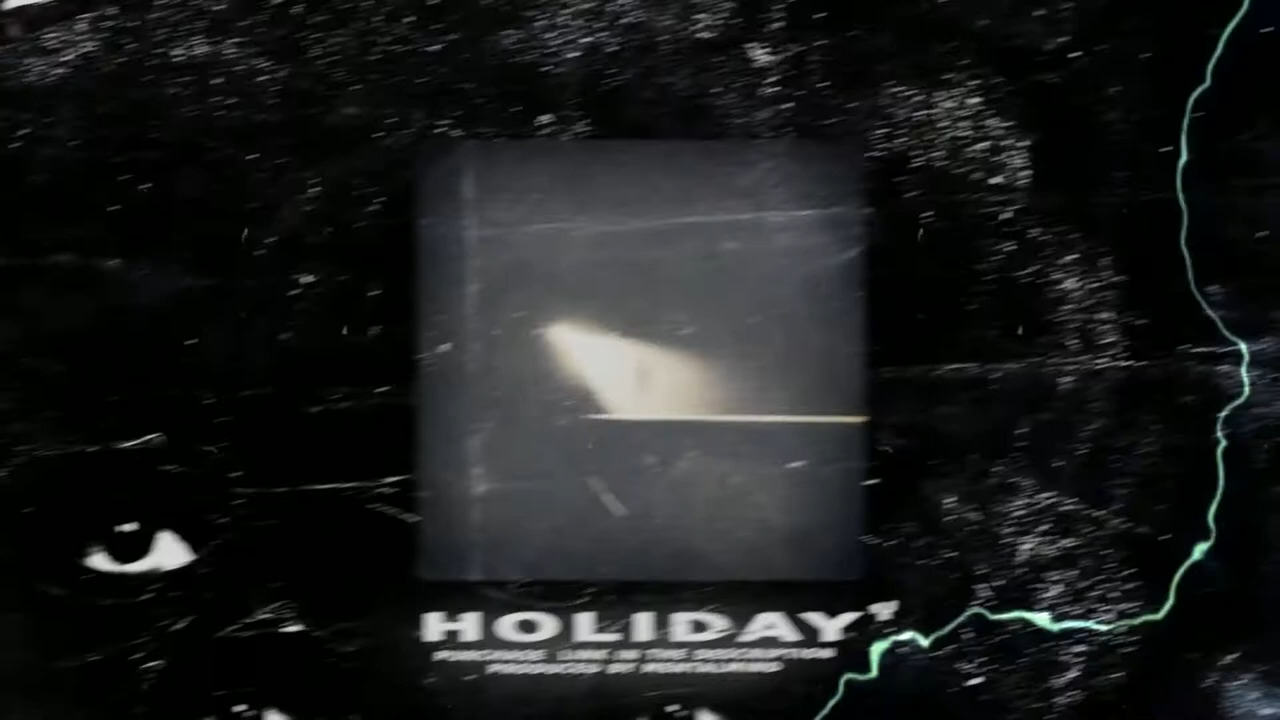 HOLIDAY"
PURCHASE LINK IN THE DESCRIPTION
PRODUCED BY